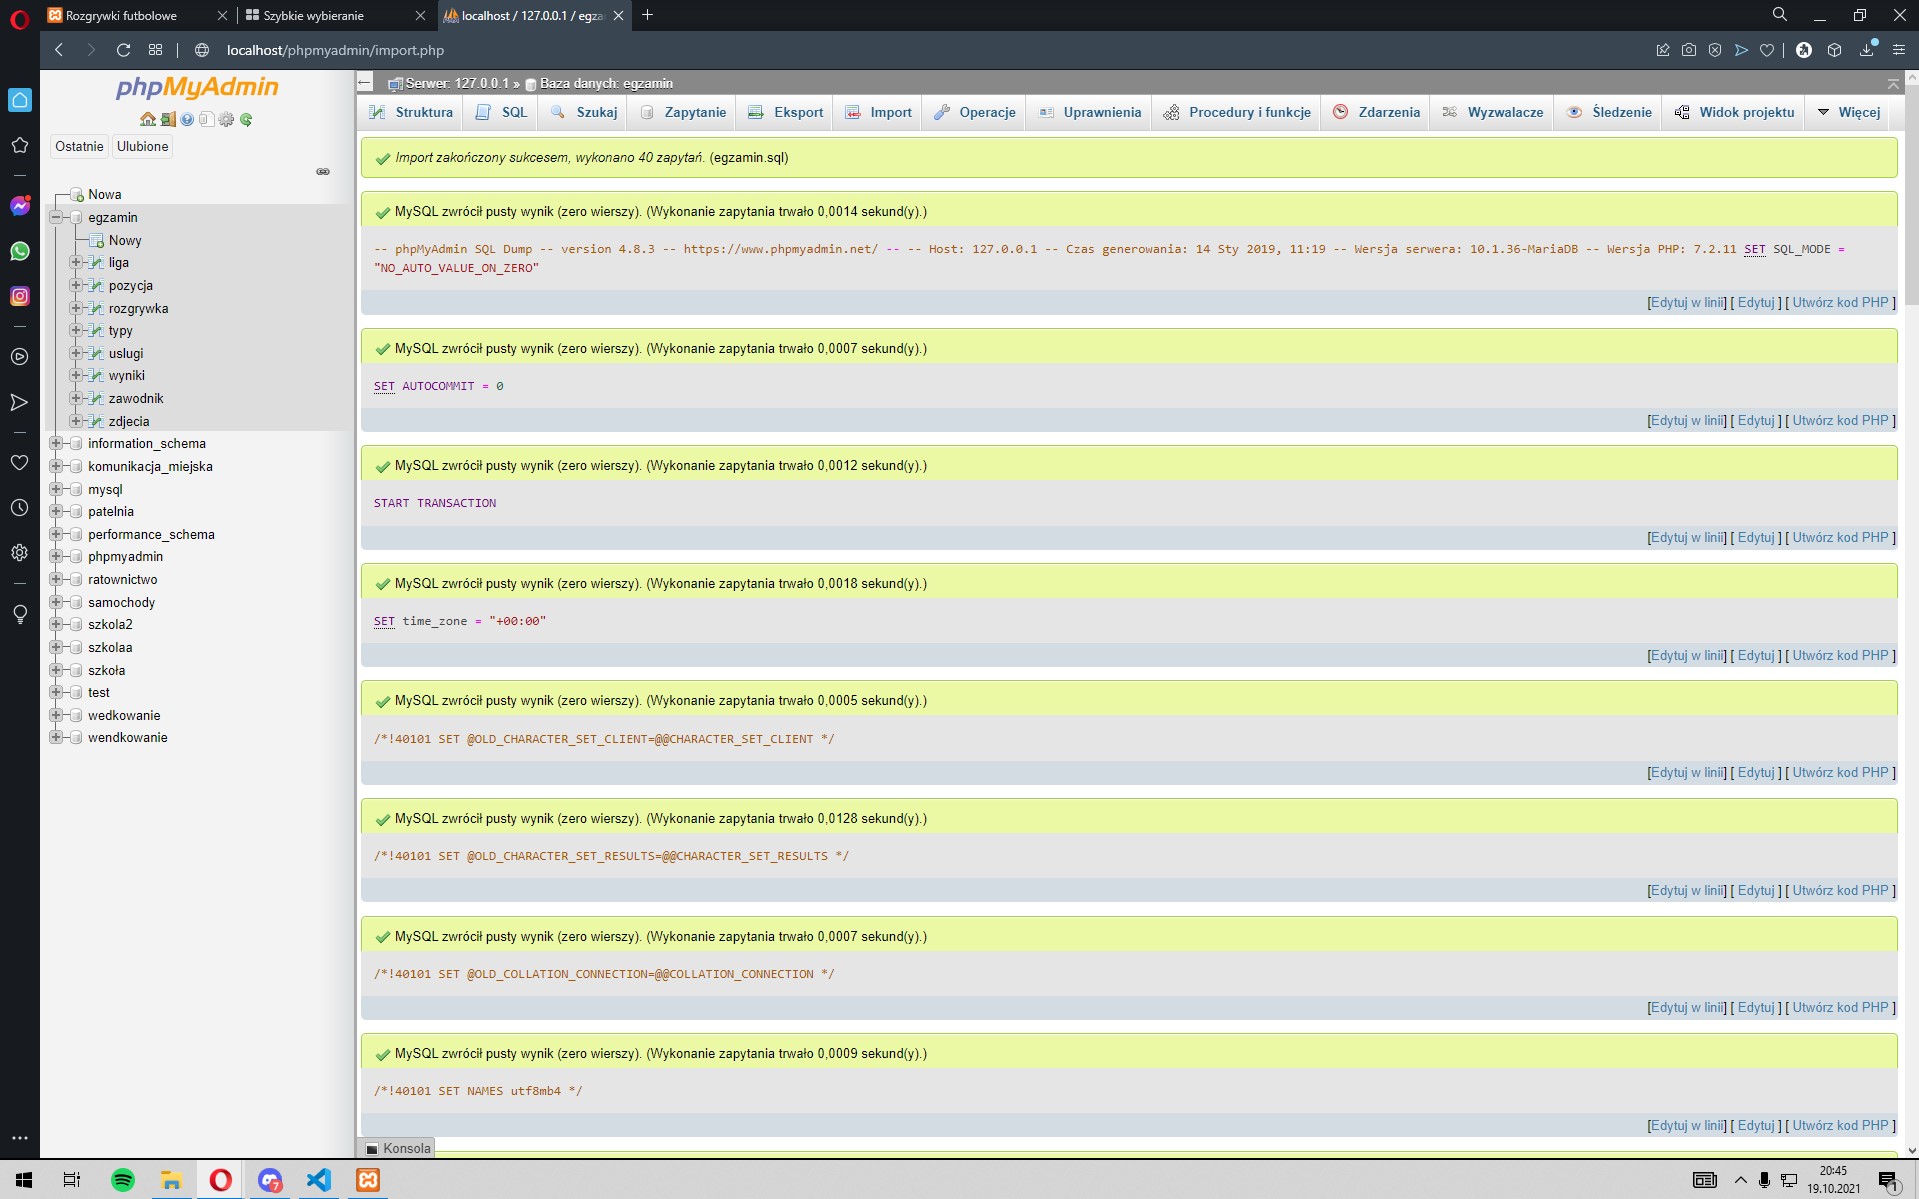 Rozgrywki futbolowe
Szybkie wybieranie
localhost / 127.0.0.1 / egza
localhost/phpmyadmin/import.php
phpMyAdmin
Ostatnie
Ulubione
Nowa
egzamin
Nowy
liga
pozycja
rozgrywka
typy
uslugi
wyniki
zawodnik
zdjecia
information_schema
komunikacja_miejska
mysql
patelnia
performance_schema
phpmyadmin
ratownictwo
samochody
szkola2
szkolaa
szkoła
test
wedkowanie
wendkowanie
Serwer: 127.0.0.1 » Baza danych: egzamin
Struktura SQL Szukaj Zapytanie Eksport Import Operacje Uprawnienia Procedury i funkcje Zdarzenia Wyzwalacze Śledzenie Widok projektu Więcej
Import zakończony sukcesem, wykonano 40 zapytań. (egzamin.sql)
MySQL zwrócił pusty wynik (zero wierszy). (Wykonanie zapytania trwało 0,0014 sekund(y).)
-- phpMyAdmin SQL Dump -- version 4.8.3 -- https://www.phpmyadmin.net/ -- -- Host: 127.0.0.1 -- Czas generowania: 14 Sty 2019, 11:19 -- Wersja serwera: 10.1.36-MariaDB -- Wersja PHP: 7.2.11 SET SQL_MODE =
"NO_AUTO_VALUE_ON_ZERO"
[Edytuj w linii] [ Edytuj ] [ Utwórz kod PHP ]
MySQL zwrócił pusty wynik (zero wierszy). (Wykonanie zapytania trwało 0,0007 sekund(y).)
SET AUTOCOMMIT = 0
[Edytuj w linii] [ Edytuj ] [ Utwórz kod PHP ]
MySQL zwrócił pusty wynik (zero wierszy). (Wykonanie zapytania trwało 0,0012 sekund(y).)
START TRANSACTION
[Edytuj w linii] [ Edytuj ] [ Utwórz kod PHP ]
MySQL zwrócił pusty wynik (zero wierszy). (Wykonanie zapytania trwało 0,0018 sekund(y).)
SET time_zone = "+00:00"
[Edytuj w linii] [ Edytuj ] [ Utwórz kod PHP ]
MySQL zwrócił pusty wynik (zero wierszy). (Wykonanie zapytania trwało 0,0005 sekund(y).)
/*!40101 SET @OLD_CHARACTER_SET_CLIENT=@@CHARACTER_SET_CLIENT */
[Edytuj w linii] [ Edytuj ] [ Utwórz kod PHP ]
MySQL zwrócił pusty wynik (zero wierszy). (Wykonanie zapytania trwało 0,0128 sekund(y).)
/*!40101 SET @OLD_CHARACTER_SET_RESULTS=@@CHARACTER_SET_RESULTS */
[Edytuj w linii] [ Edytuj ] [ Utwórz kod PHP ]
MySQL zwrócił pusty wynik (zero wierszy). (Wykonanie zapytania trwało 0,0007 sekund(y).)
/*!40101 SET @OLD_COLLATION_CONNECTION=@@COLLATION_CONNECTION */
[Edytuj w linii] [ Edytuj ] [ Utwórz kod PHP ]
MySQL zwrócił pusty wynik (zero wierszy). (Wykonanie zapytania trwało 0,0009 sekund(y).)
/*!40101 SET NAMES utf8mb4 */
[Edytuj w linii] [ Edytuj ] [ Utwórz kod PHP ]
Konsola
7
20:45
19.10.2021
1